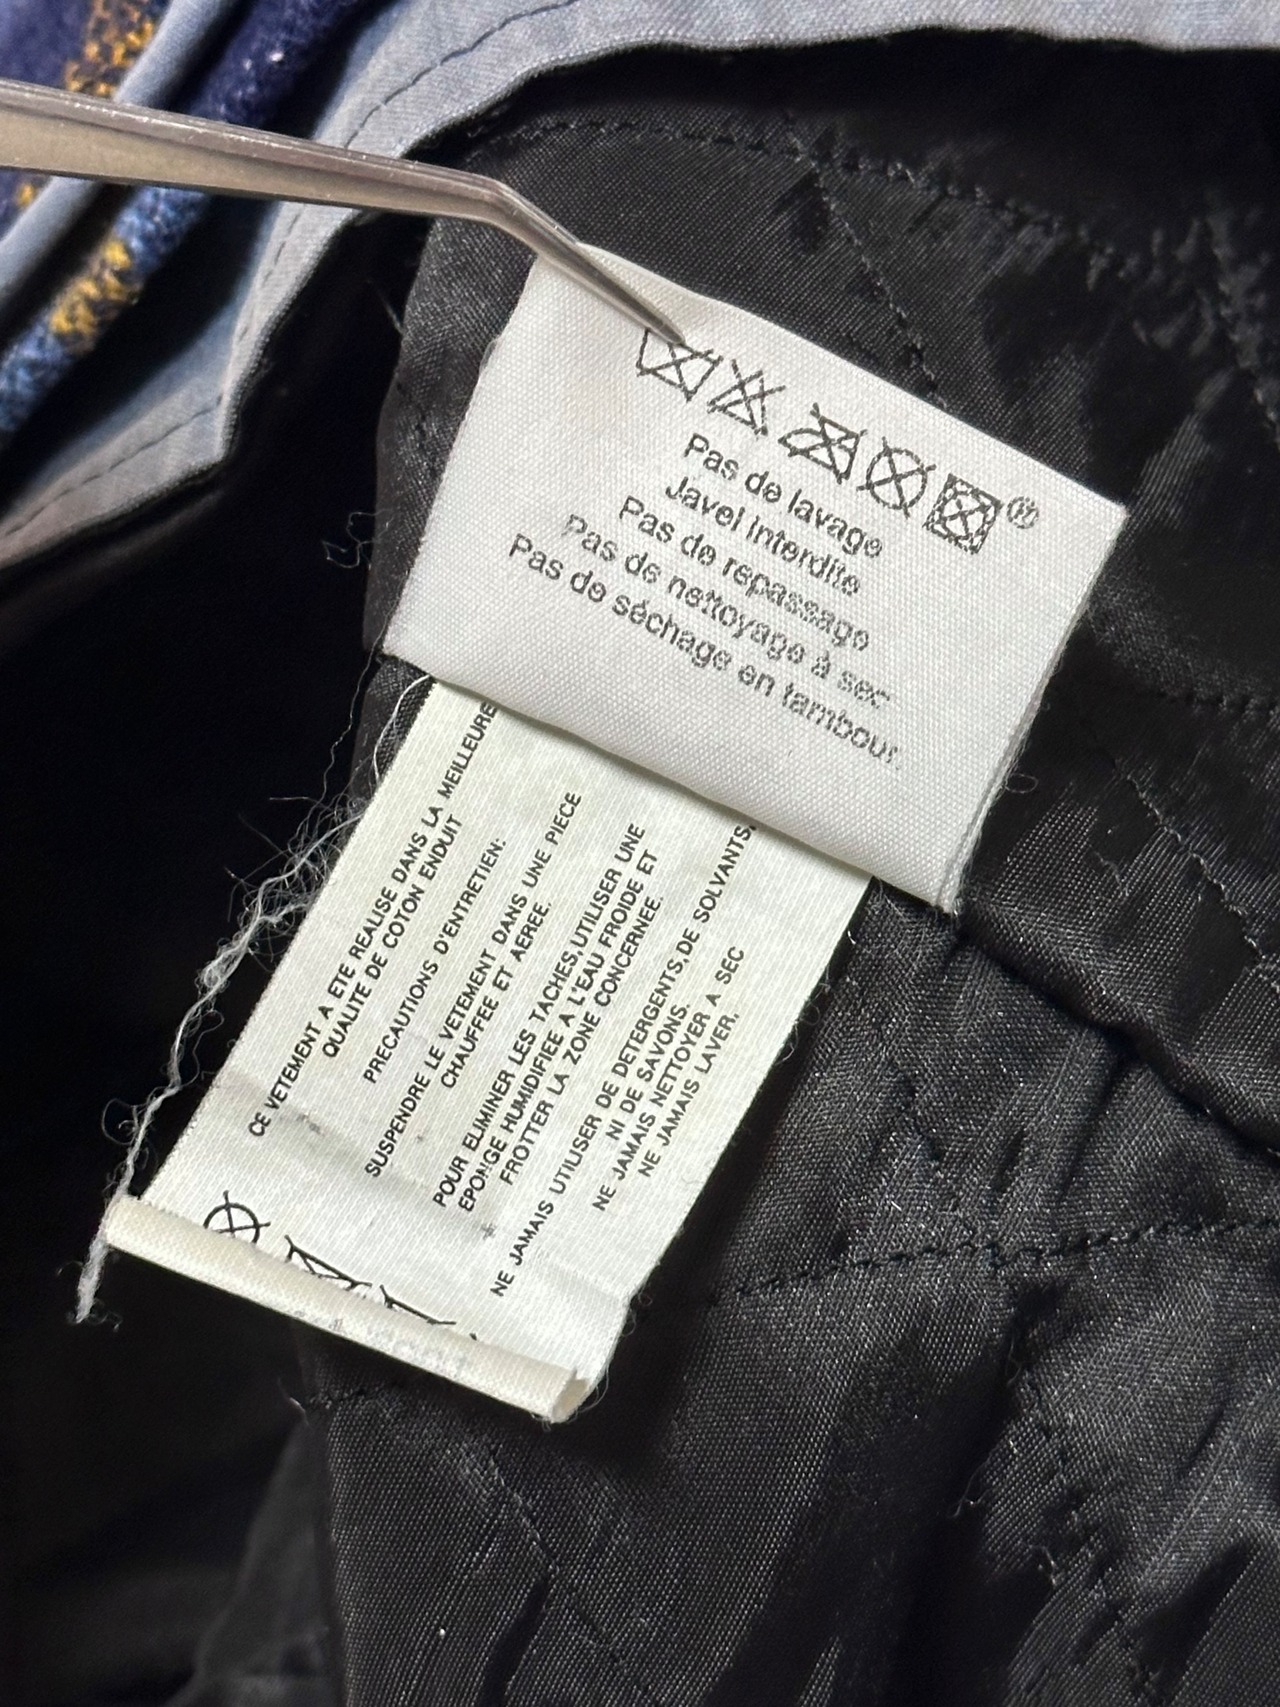 Pas de lavage
Javel Interdite
Pas de repassage
Pas de nettoyage à sec
Pas de séchage en tambour.
CE VETEMENT A ETE REALISE DANS LA MEILLEURE
QUALITE DE COTON ENDUIT
PRECAUTIONS D'ENTRETIEN:
SUSPENDRE LE VETEMENT DANS UNE PIECE
CHAUFFEE ET AEREE.
POUR ELIMINER LES TACHES, UTILISER UNE
EPONGE HUMIDIFIEE A L'EAU FROIDE ET
FROTTER LA ZONE CONCERNEE.
NE JAMAIS UTILISER DE DETERGENTS, DE SOLVANTS,
NI DE SAVONS.
NE JAMAIS NETTOYER A SEC
NE JAMAIS LAVER.